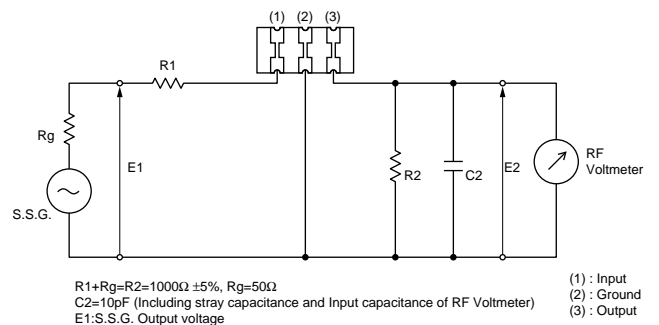 (1) (2) (3)
R1
Rg
E1
R2
C2
E2
RF
Voltmeter
S.S.G.
R1+Rg=R2=1000Ω ±5%, Rg=50Ω
C2=10pF (Including stray capacitance and Input capacitance of RF Voltmeter)
E1:S.S.G. Output voltage
(1) : Input
(2) : Ground
(3) : Output